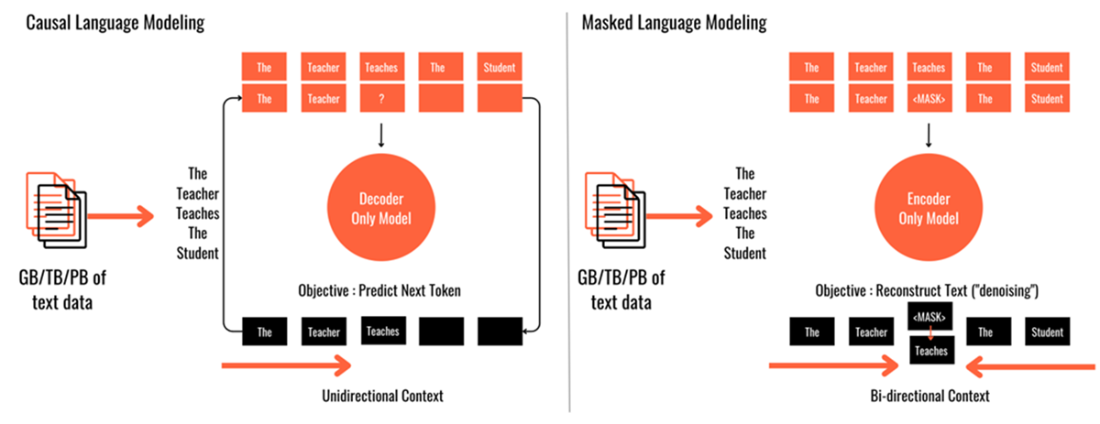 Causal Language Modeling
The Teacher Teaches The Student
The Teacher ?
The
Teacher
Teaches
The
Student
Decoder
Only Model
GB/TB/PB of
text data
Objective : Predict Next Token
The Teacher Teaches
Unidirectional Context
Masked Language Modeling
The Teacher Teaches The Student
The Teacher <MASK> The Student
The
Teacher
Teaches
The
Student
Encoder
Only Model
GB/TB/PB of
text data
Objective : Reconstruct Text ("denoising")
<MASK>
The Teacher Teaches The Student
Bi-directional Context